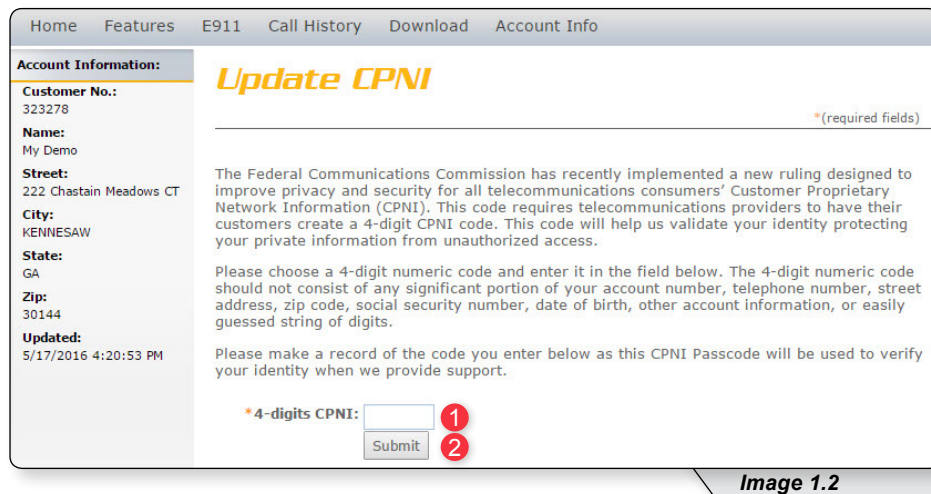 Home Features E911 Call History Download Account Info
Account Information:
Customer No.:
323278
Name:
My Demo
Street:
222 Chastain Meadows CT
City:
KENNESAW
State:
GA
Zip:
30144
Updated:
5/17/2016 4:20:53 PM
Update CPNI
*(required fields)
The Federal Communications Commission has recently implemented a new ruling designed to
improve privacy and security for all telecommunications consumers' Customer Proprietary
Network Information (CPNI). This code requires telecommunications providers to have their
customers create a 4-digit CPNI code. This code will help us validate your identity protecting
your private information from unauthorized access.
Please choose a 4-digit numeric code and enter it in the field below. The 4-digit numeric code
should not consist of any significant portion of your account number, telephone number, street
address, zip code, social security number, date of birth, other account information, or easily
guessed string of digits.
Please make a record of the code you enter below as this CPNI Passcode will be used to verify
your identity when we provide support.
*4-digits CPNI: 1
Submit 2
Image 1.2